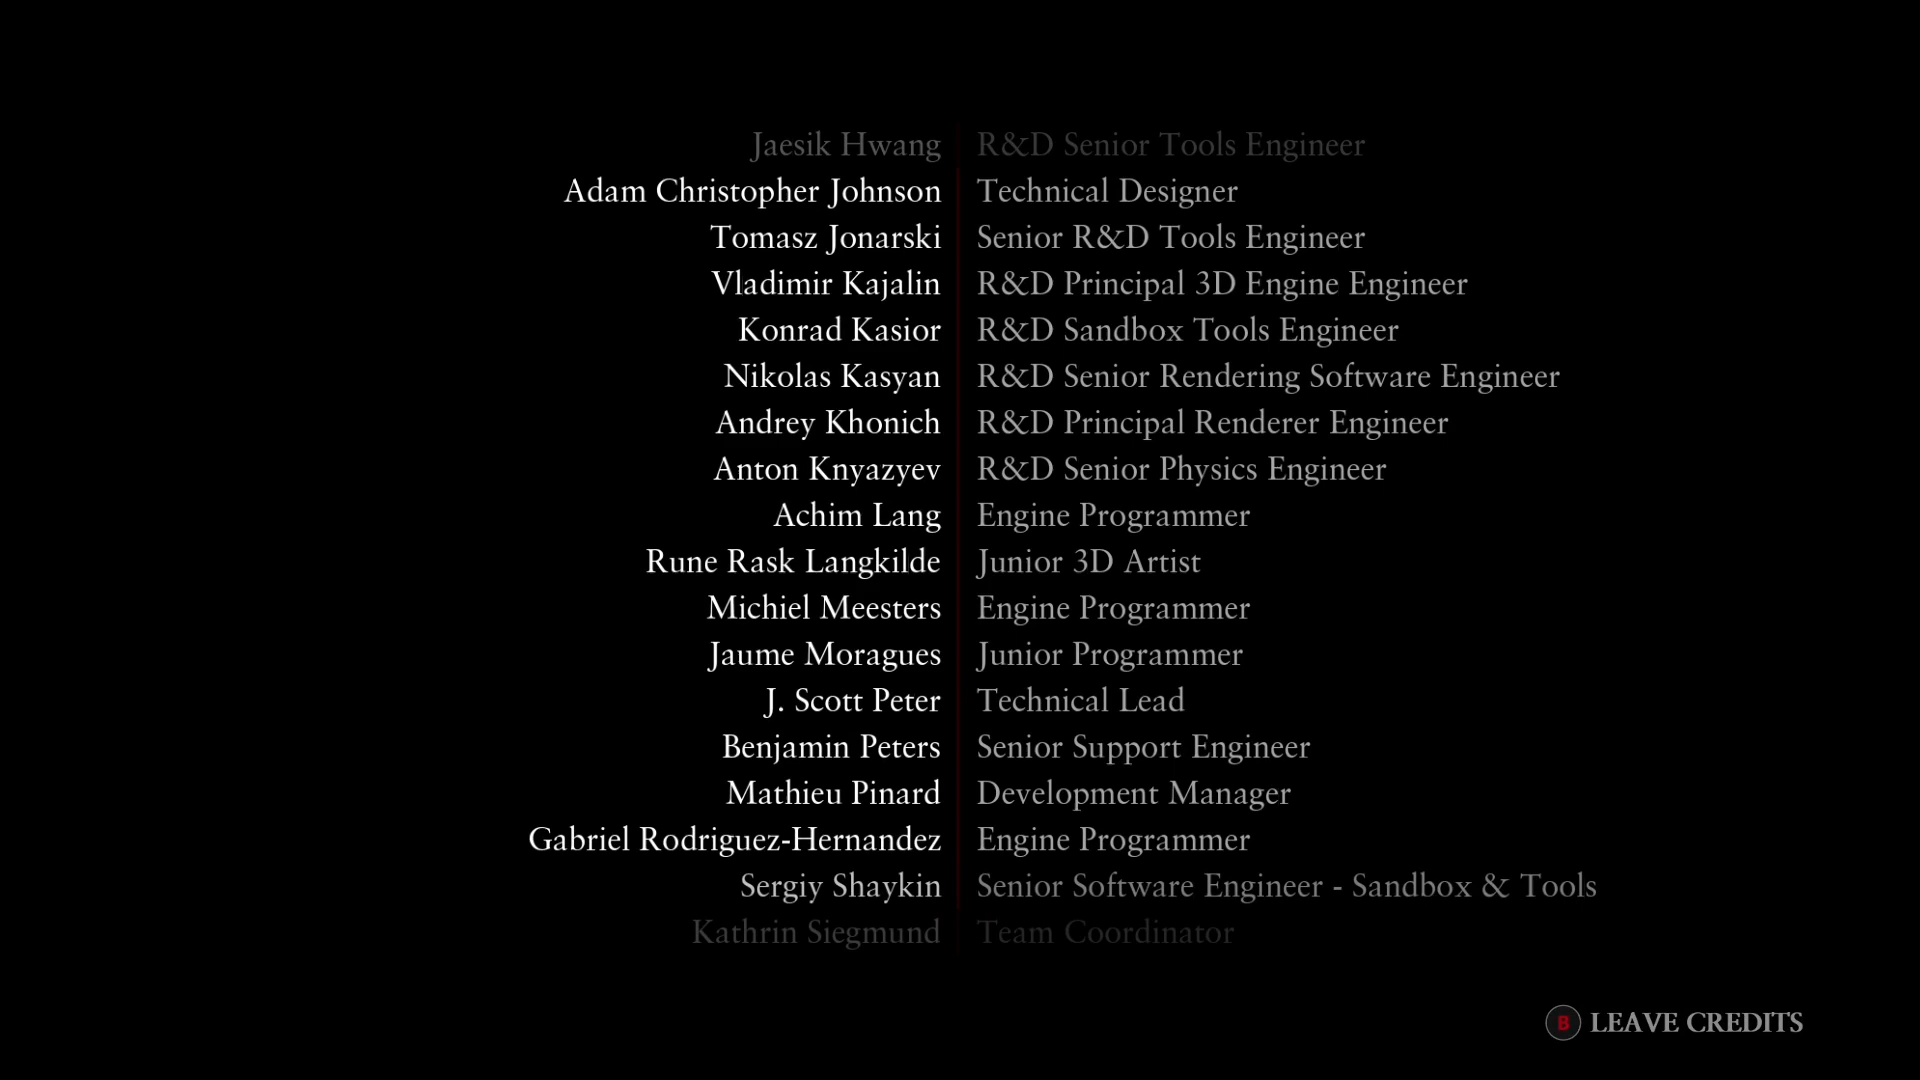 Jaesik Hwang R&D Senior Tools Engineer
Adam Christopher Johnson Technical Designer
Tomasz Jonarski Senior R&D Tools Engineer
Vladimir Kajalin R&D Principal 3D Engine Engineer
Konrad Kasior R&D Sandbox Tools Engineer
Nikolas Kasyan R&D Senior Rendering Software Engineer
Andrey Khonich R&D Principal Renderer Engineer
Anton Knyazyev R&D Senior Physics Engineer
Achim Lang Engine Programmer
Rune Rask Langkilde Junior 3D Artist
Michiel Meesters Engine Programmer
Jaume Moragues Junior Programmer
J. Scott Peter Technical Lead
Benjamin Peters Senior Support Engineer
Mathieu Pinard Development Manager
Gabriel Rodriguez-Hernandez Engine Programmer
Sergiy Shaykin Senior Software Engineer - Sandbox & Tools
Kathrin Siegmund Team Coordinator
B LEAVE CREDITS